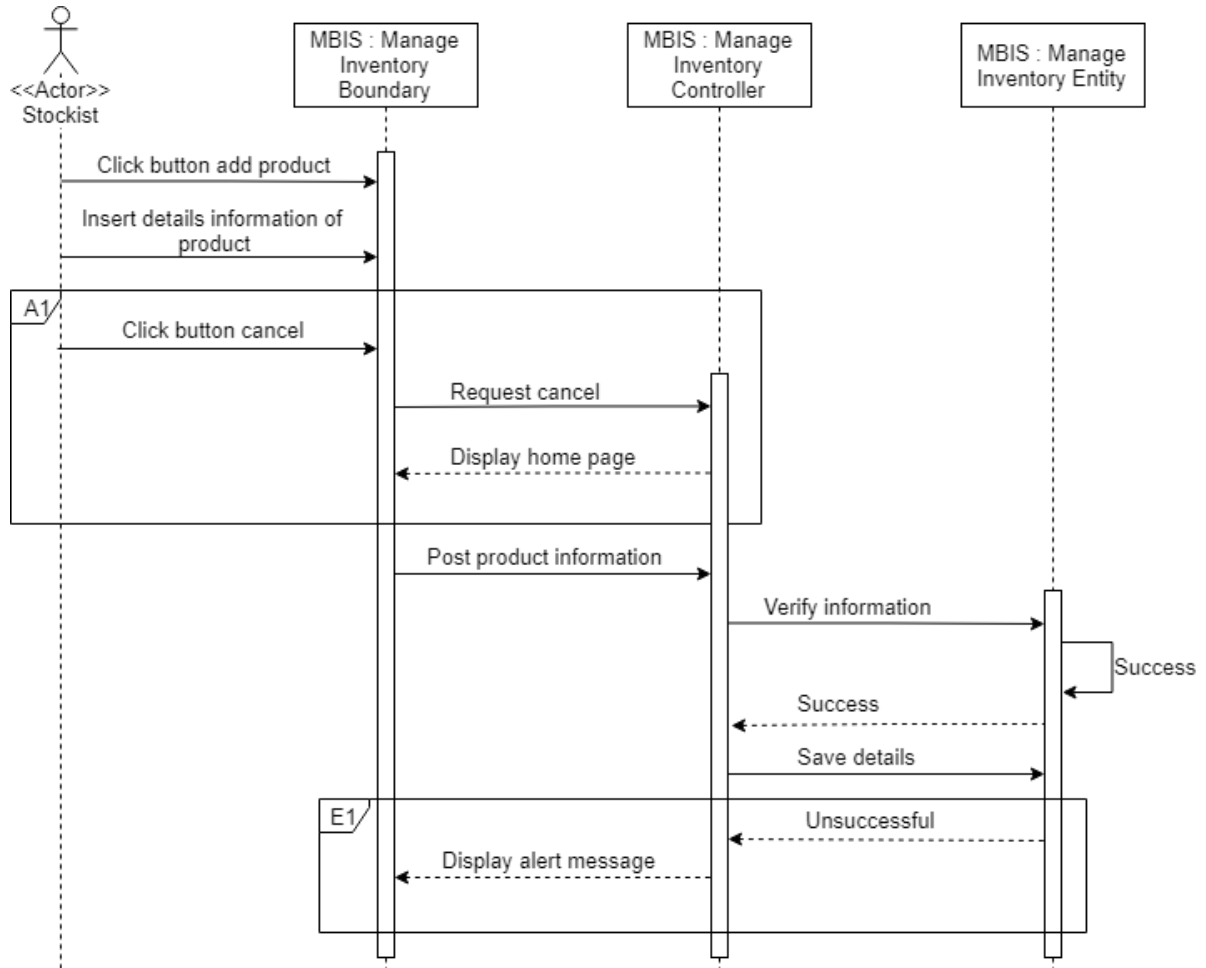 <<Actor>>
Stockist
MBIS : Manage
Inventory
Boundary
MBIS : Manage
Inventory
Controller
MBIS : Manage
Inventory Entity
Click button add product
Insert details information of
product
A1
Click button cancel
Request cancel
Display home page
Post product information
Verify information
Success
Success
Save details
E1
Unsuccessful
Display alert message